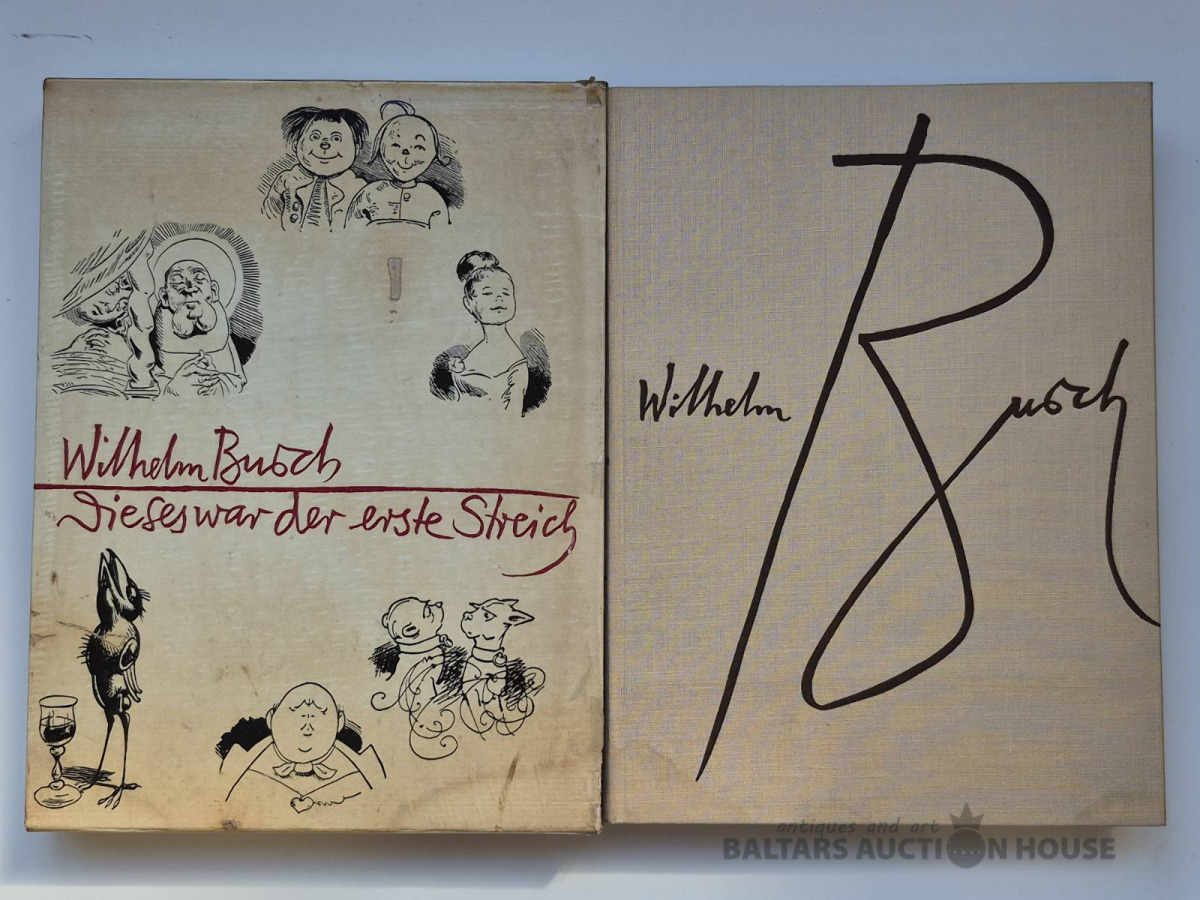 Wilhelm Busch
Dieses war der erste Streich
Wilhelm Busch
antiques and art
BALTARS AUCTION HOUSE